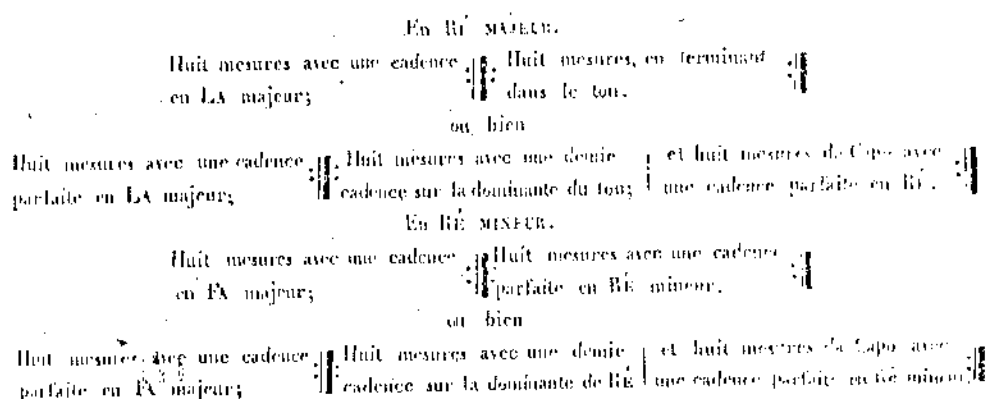 En RÉ MAJEUR.
Huit mesures avec une cadence en LA majeur; :||: Huit mesures, en terminant dans le ton. :||
ou bien
Huit mesures avec une cadence parfaite en LA majeur; :||: Huit mesures avec une demie cadence sur la dominante du ton; | et huit mesures da Capo avec une cadence parfaite en RÉ. :||
En RÉ MINEUR.
Huit mesures avec une cadence en FA majeur; :||: Huit mesures avec une cadence parfaite en RÉ mineur. :||
ou bien
Huit mesures avec une cadence parfaite en FA majeur; :||: Huit mesures avec une demie cadence sur la dominante de RÉ | et huit mesures da Capo avec une cadence parfaite en RÉ mineur. :||